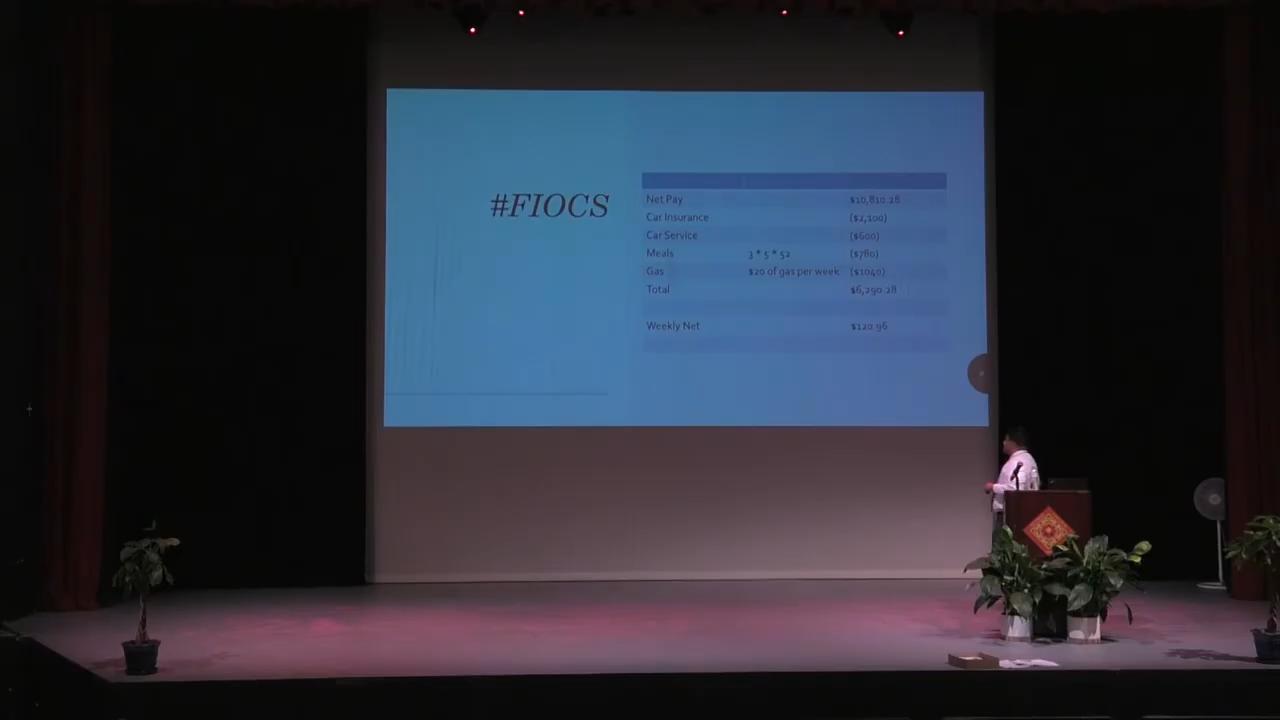 #FIOCS
Net Pay $10,810.28
Car Insurance ($2,100)
Car Service ($600)
Meals 3 * 5 * 52 ($780)
Gas $20 of gas per week ($1040)
Total $6,290.28
Weekly Net $120.96